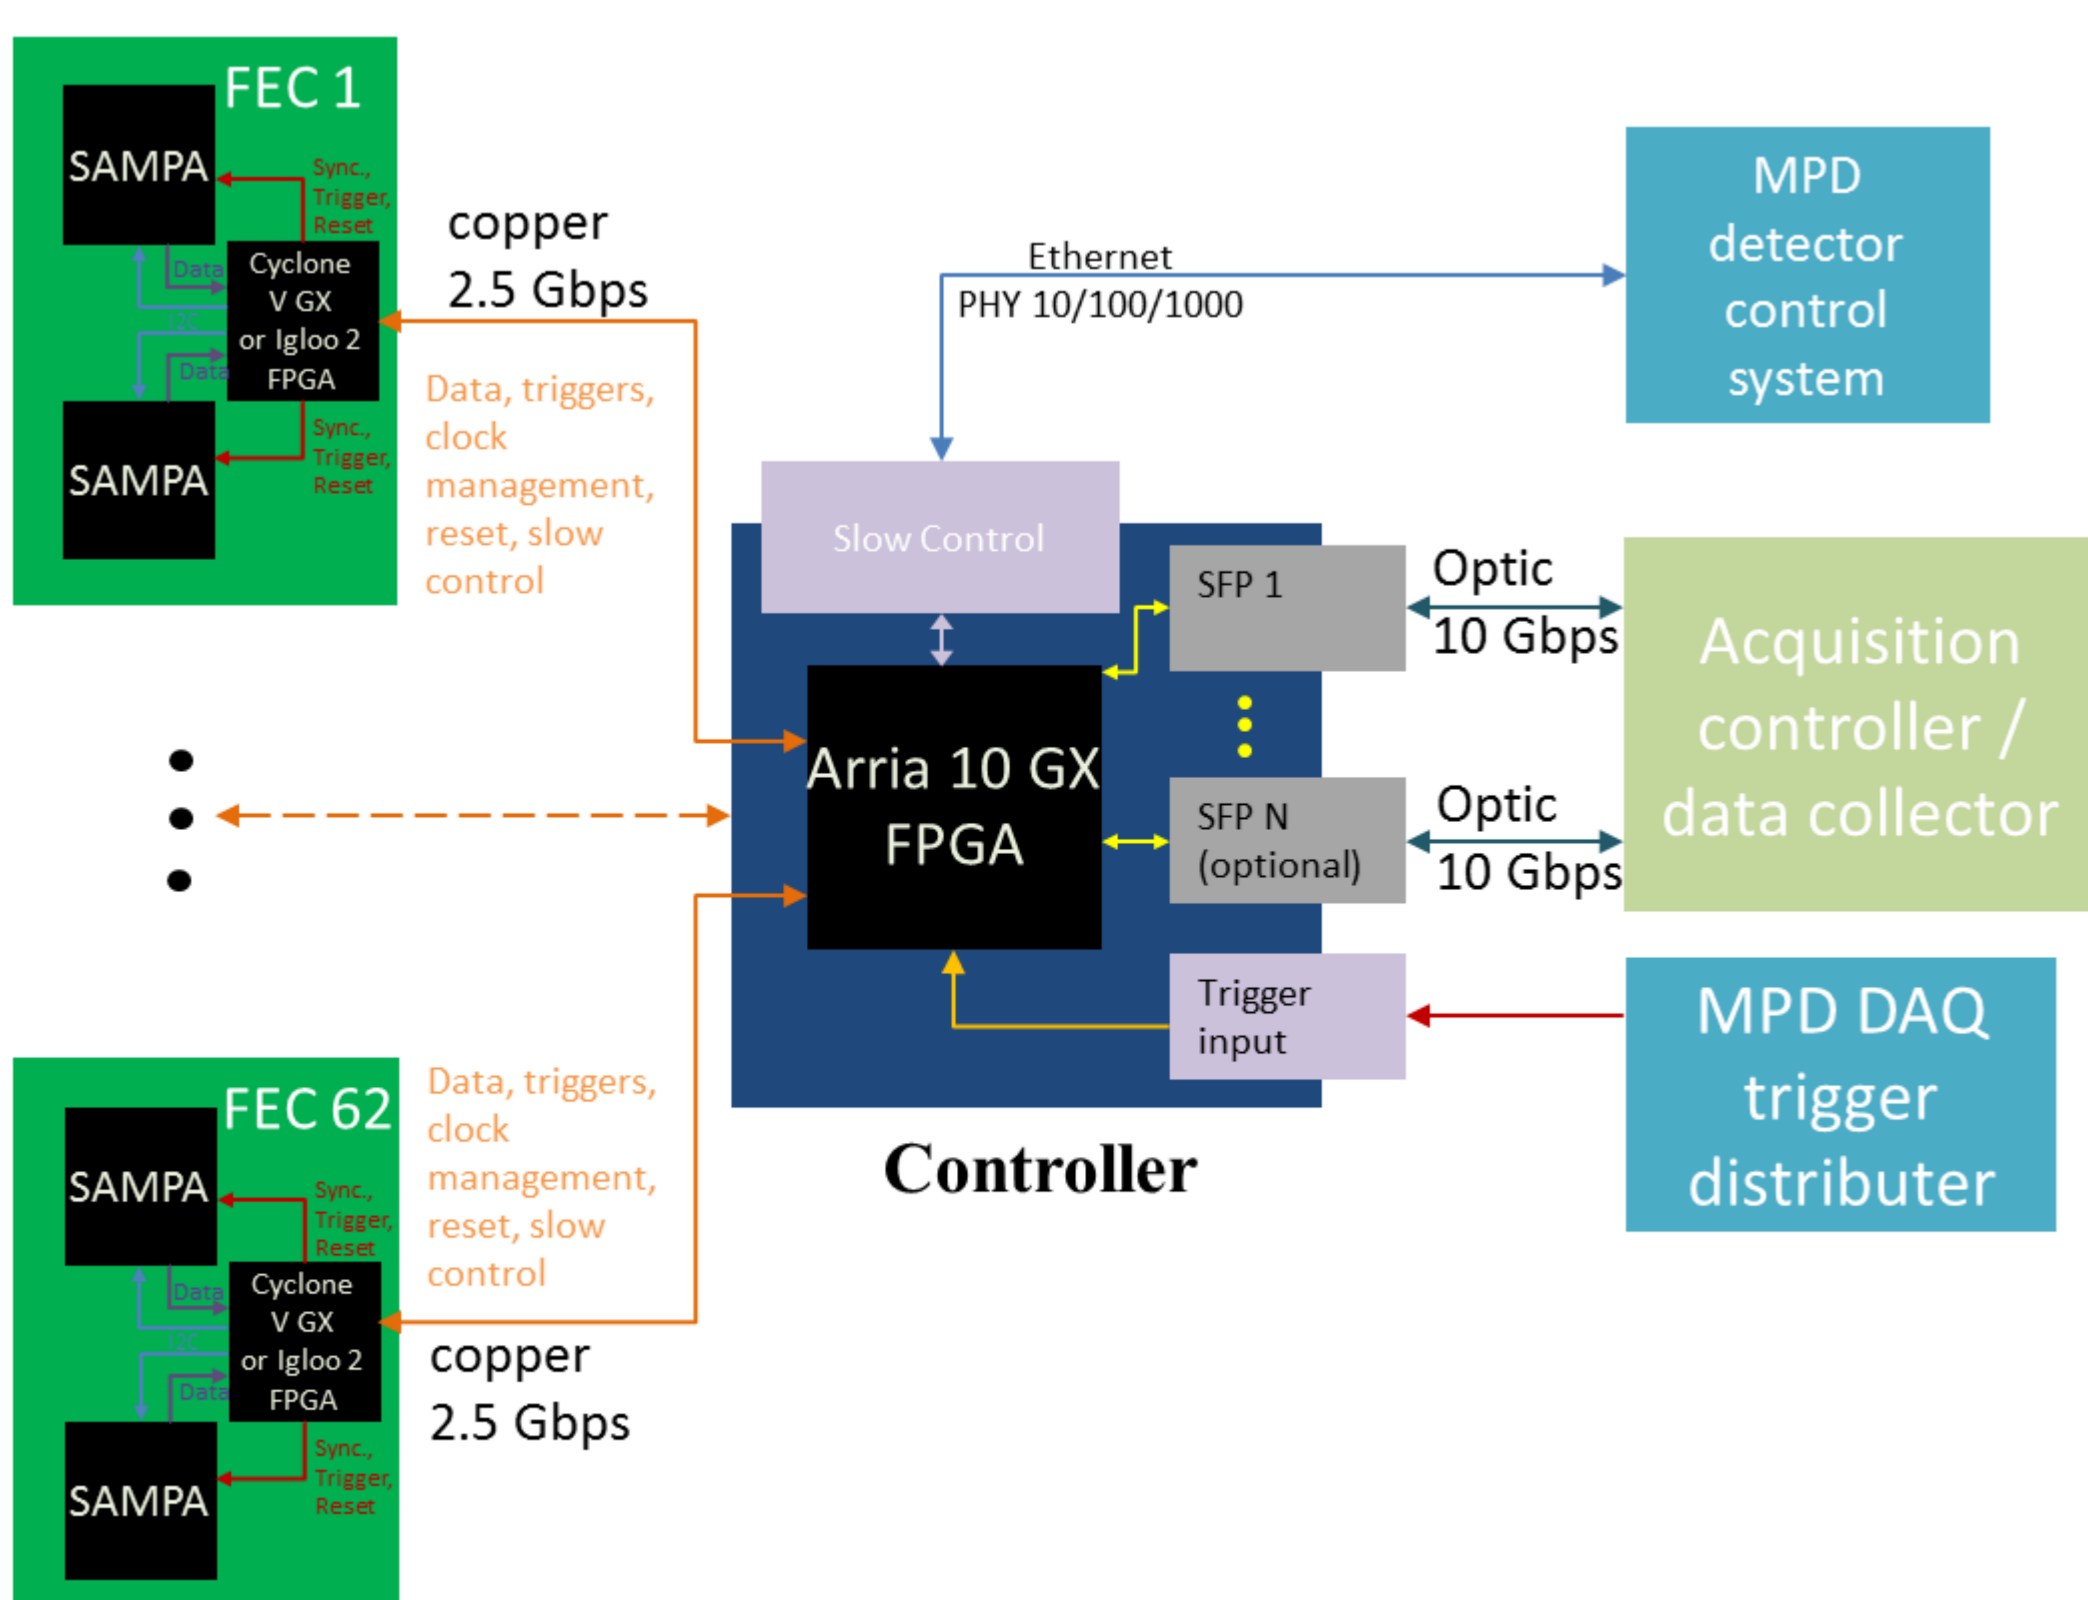 FEC 1
SAMPA
Sync.,
Trigger,
Reset
Data
Cyclone
V GX
or Igloo 2
FPGA
I2C
Data
Sync.,
Trigger,
Reset
SAMPA
copper
2.5 Gbps
Data, triggers,
clock
management,
reset, slow
control
Ethernet
PHY 10/100/1000
MPD
detector
control
system
Slow Control
SFP 1
Optic
10 Gbps
Acquisition
controller /
data collector
Arria 10 GX
FPGA
SFP N
(optional)
Optic
10 Gbps
Trigger
input
MPD DAQ
trigger
distributer
Controller
FEC 62
SAMPA
Sync.,
Trigger,
Reset
Data
Cyclone
V GX
or Igloo 2
FPGA
I2C
Data
Sync.,
Trigger,
Reset
SAMPA
Data, triggers,
clock
management,
reset, slow
control
copper
2.5 Gbps